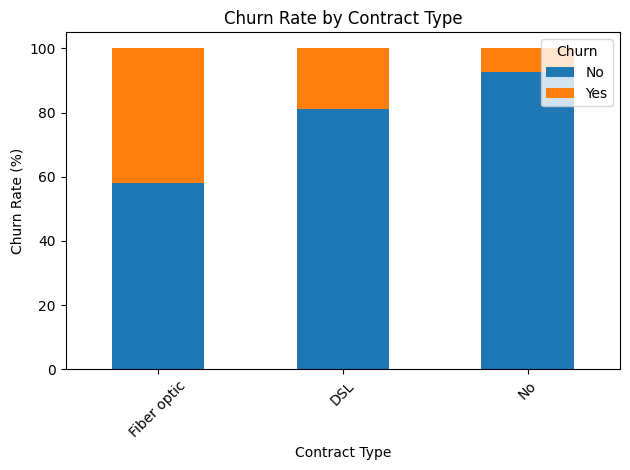 Churn Rate by Contract Type
Churn
No
Yes
100
80
60
40
20
0
Churn Rate (%)
Fiber optic
DSL
No
Contract Type